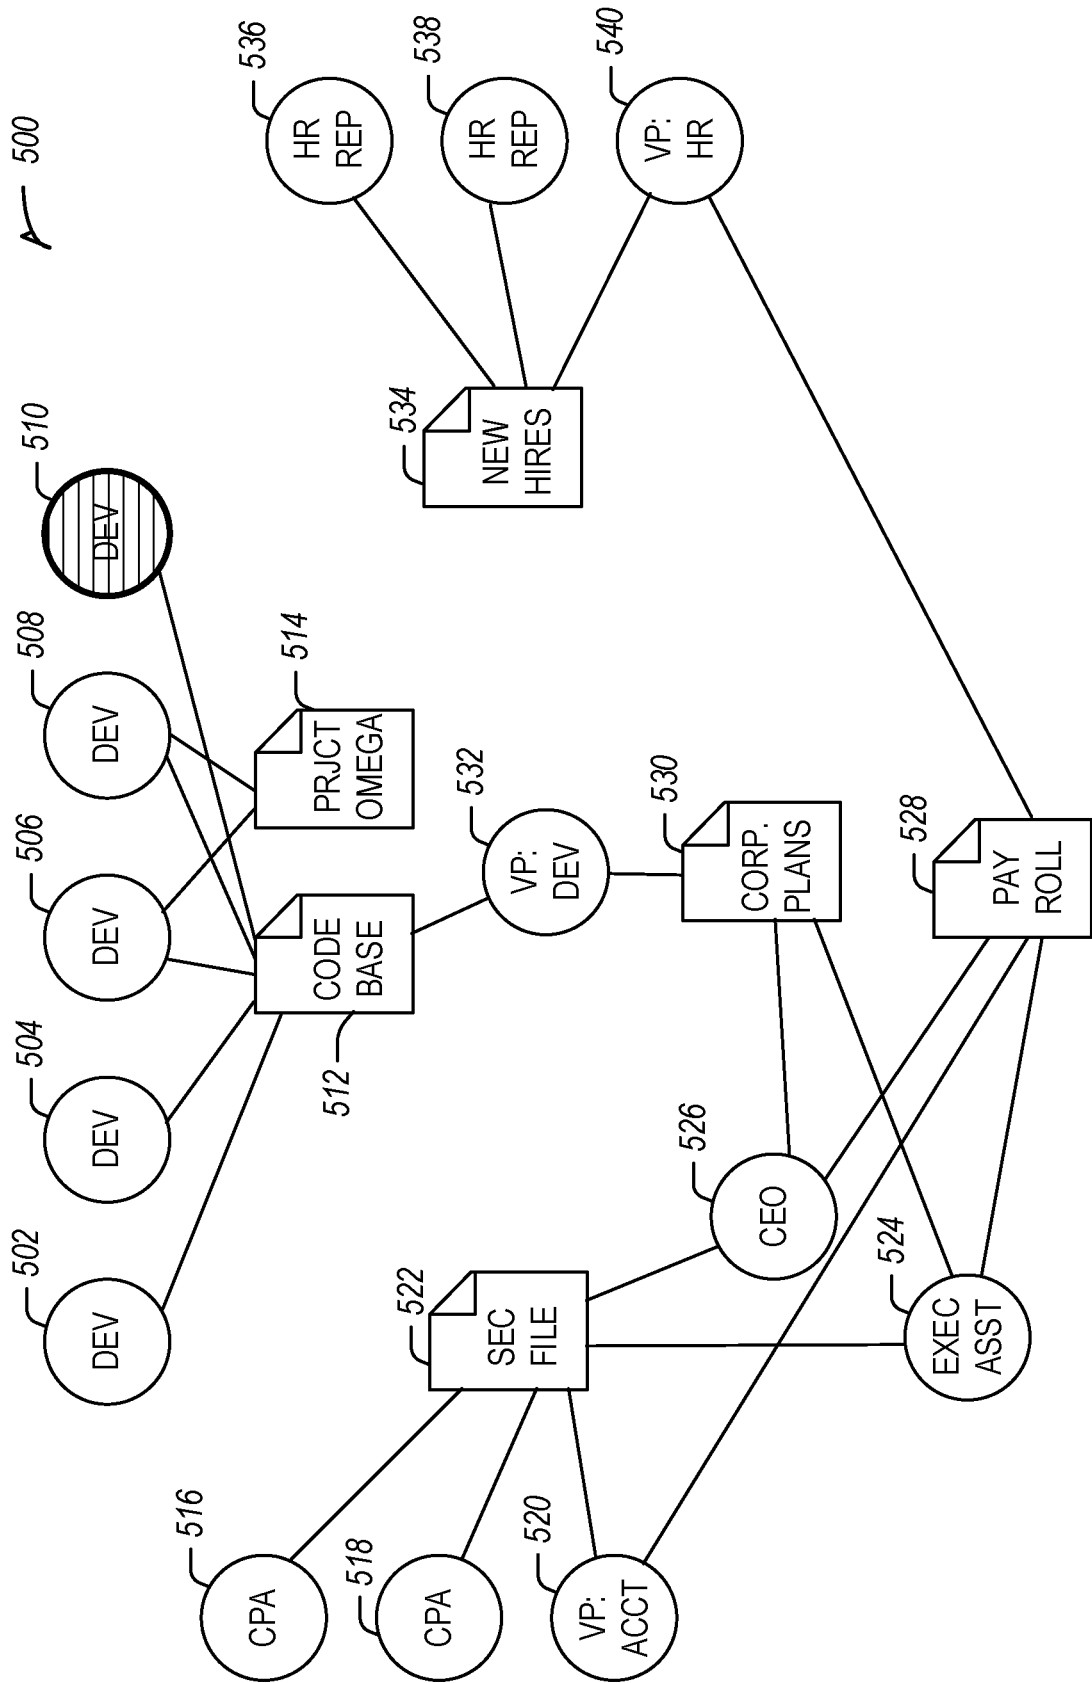 500
502
DEV
504
DEV
506
DEV
508
DEV
510
DEV
512
CODE
BASE
514
PRJCT
OMEGA
516
CPA
518
CPA
520
VP:
ACCT
522
SEC
FILE
532
VP:
DEV
534
NEW
HIRES
536
HR
REP
538
HR
REP
540
VP:
HR
526
CEO
530
CORP.
PLANS
524
EXEC
ASST
528
PAY
ROLL